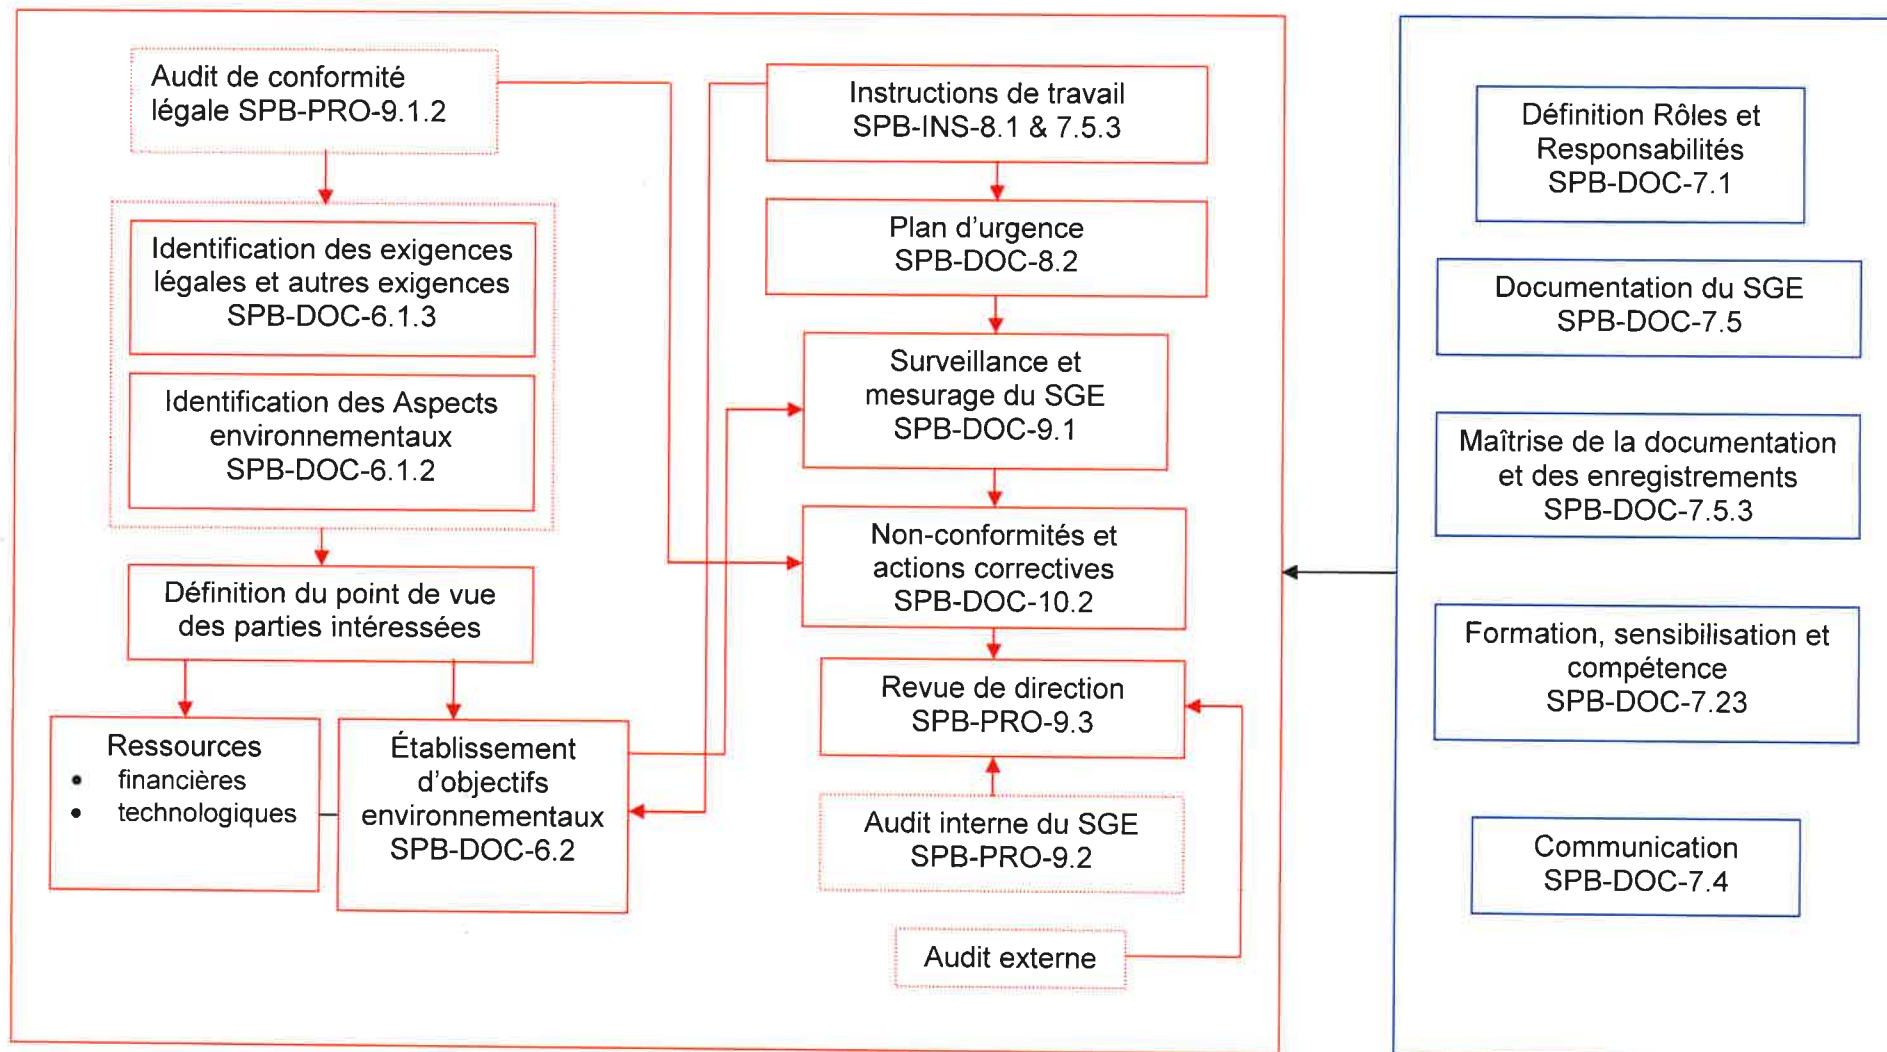 Audit de conformité
légale SPB-PRO-9.1.2
Identification des exigences
légales et autres exigences
SPB-DOC-6.1.3
Identification des Aspects
environnementaux
SPB-DOC-6.1.2
Définition du point de vue
des parties intéressées
Ressources
• financières
• technologiques
Établissement
d'objectifs
environnementaux
SPB-DOC-6.2
Instructions de travail
SPB-INS-8.1 & 7.5.3
Plan d'urgence
SPB-DOC-8.2
Surveillance et
mesurage du SGE
SPB-DOC-9.1
Non-conformités et
actions correctives
SPB-DOC-10.2
Revue de direction
SPB-PRO-9.3
Audit interne du SGE
SPB-PRO-9.2
Audit externe
Définition Rôles et
Responsabilités
SPB-DOC-7.1
Documentation du SGE
SPB-DOC-7.5
Maîtrise de la documentation
et des enregistrements
SPB-DOC-7.5.3
Formation, sensibilisation et
compétence
SPB-DOC-7.23
Communication
SPB-DOC-7.4